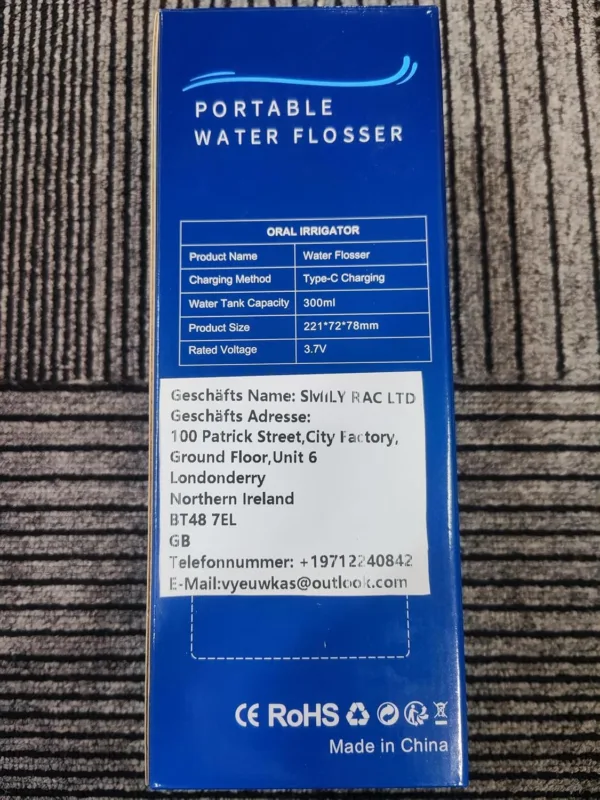 PORTABLE
WATER FLOSSER
ORAL IRRIGATOR
Product Name Water Flosser
Charging Method Type-C Charging
Water Tank Capacity 300ml
Product Size 221*72*78mm
Rated Voltage 3.7V
Geschäfts Name: SMILY RAC LTD
Geschäfts Adresse:
100 Patrick Street,City Factory,
Ground Floor,Unit 6
Londonderry
Northern Ireland
BT48 7EL
GB
Telefonnummer: +19712240842
E-Mail:vyeuwkas@outlook.com
CE RoHS
Made in China